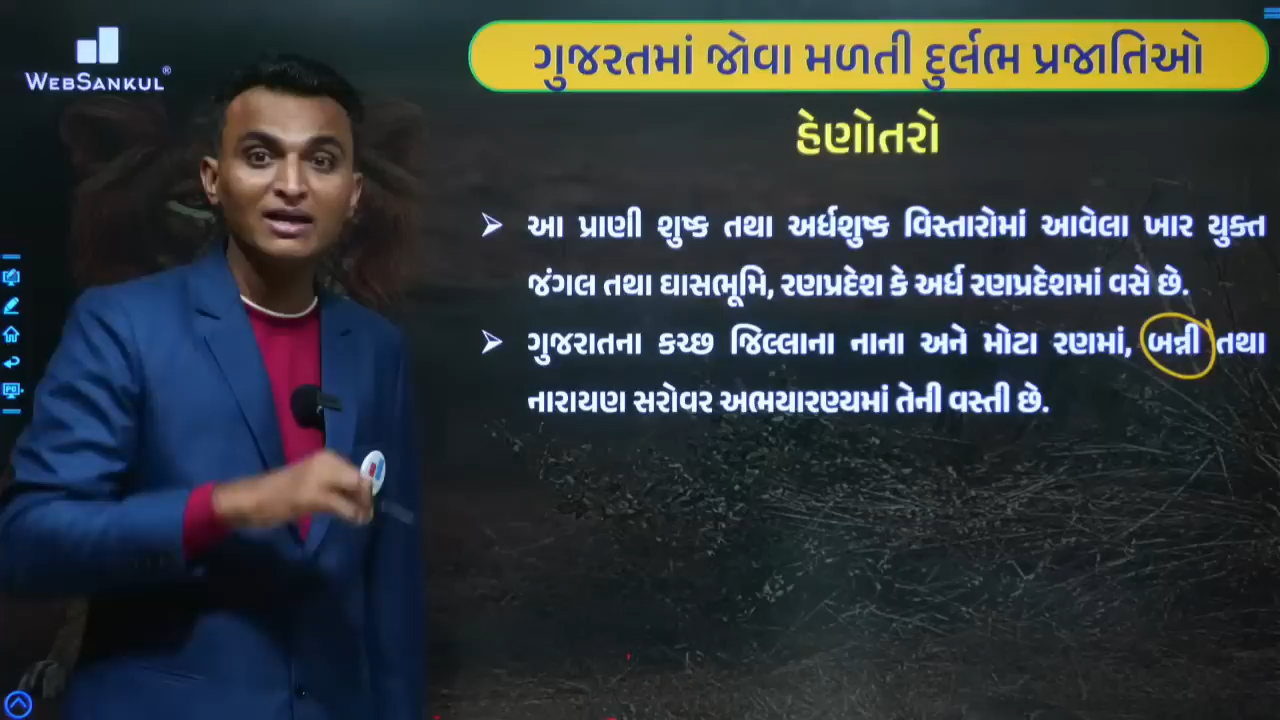 WEBSANKUL®
ગુજરતમાં જોવા મળતી દુર્લભ પ્રજાતિઓ
હેણોતરો
➤ આ પ્રાણી શુષ્ક તથા અર્ધશુષ્ક વિસ્તારોમાં આવેલા ખાર યુક્ત
જંગલ તથા ઘાસભૂમિ, રણપ્રદેશ કે અર્ધ રણપ્રદેશમાં વસે છે.
➤ ગુજરાતના કચ્છ જિલ્લાના નાના અને મોટા રણમાં, બન્ની તથા
નારાયણ સરોવર અભયારણ્યમાં તેની વસ્તી છે.